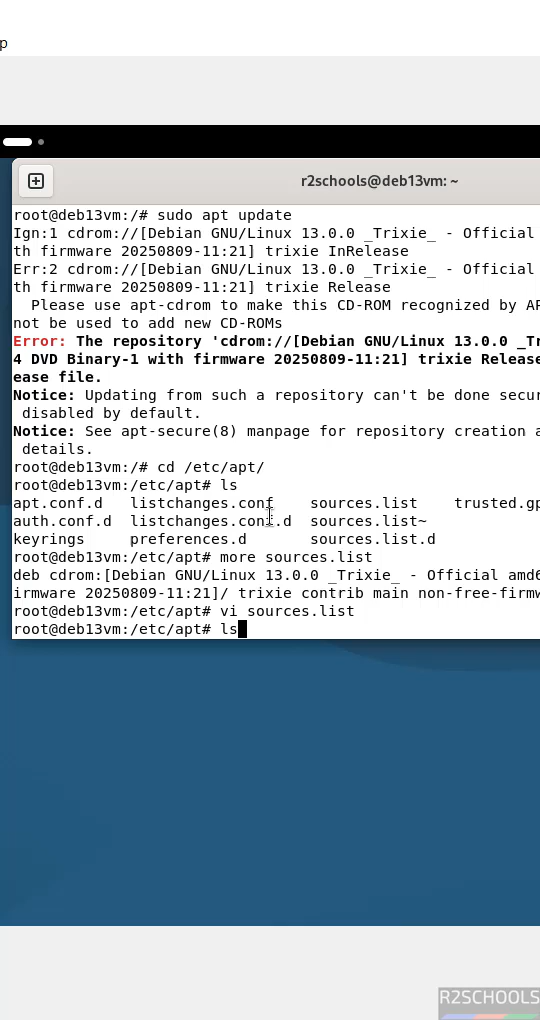 p
r2schools@deb13vm: ~
root@deb13vm:/# sudo apt update
Ign:1 cdrom://[Debian GNU/Linux 13.0.0 _Trixie_ - Official
th firmware 20250809-11:21] trixie InRelease
Err:2 cdrom://[Debian GNU/Linux 13.0.0 _Trixie_ - Official
th firmware 20250809-11:21] trixie Release
  Please use apt-cdrom to make this CD-ROM recognized by AP
not be used to add new CD-ROMs
Error: The repository 'cdrom://[Debian GNU/Linux 13.0.0 _Tr
4 DVD Binary-1 with firmware 20250809-11:21] trixie Release
ease file.
Notice: Updating from such a repository can't be done secur
 disabled by default.
Notice: See apt-secure(8) manpage for repository creation a
 details.
root@deb13vm:/# cd /etc/apt/
root@deb13vm:/etc/apt# ls
apt.conf.d   listchanges.conf    sources.list    trusted.gp
auth.conf.d  listchanges.conf.d  sources.list~
keyrings     preferences.d       sources.list.d
root@deb13vm:/etc/apt# more sources.list
deb cdrom:[Debian GNU/Linux 13.0.0 _Trixie_ - Official amd6
irmware 20250809-11:21]/ trixie contrib main non-free-firmw
root@deb13vm:/etc/apt# vi sources.list
root@deb13vm:/etc/apt# ls
R2SCHOOLS